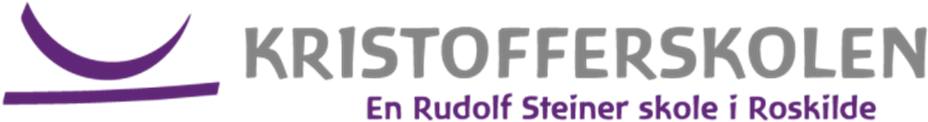 KRISTOFFERSKOLEN
En Rudolf Steiner skole i Roskilde